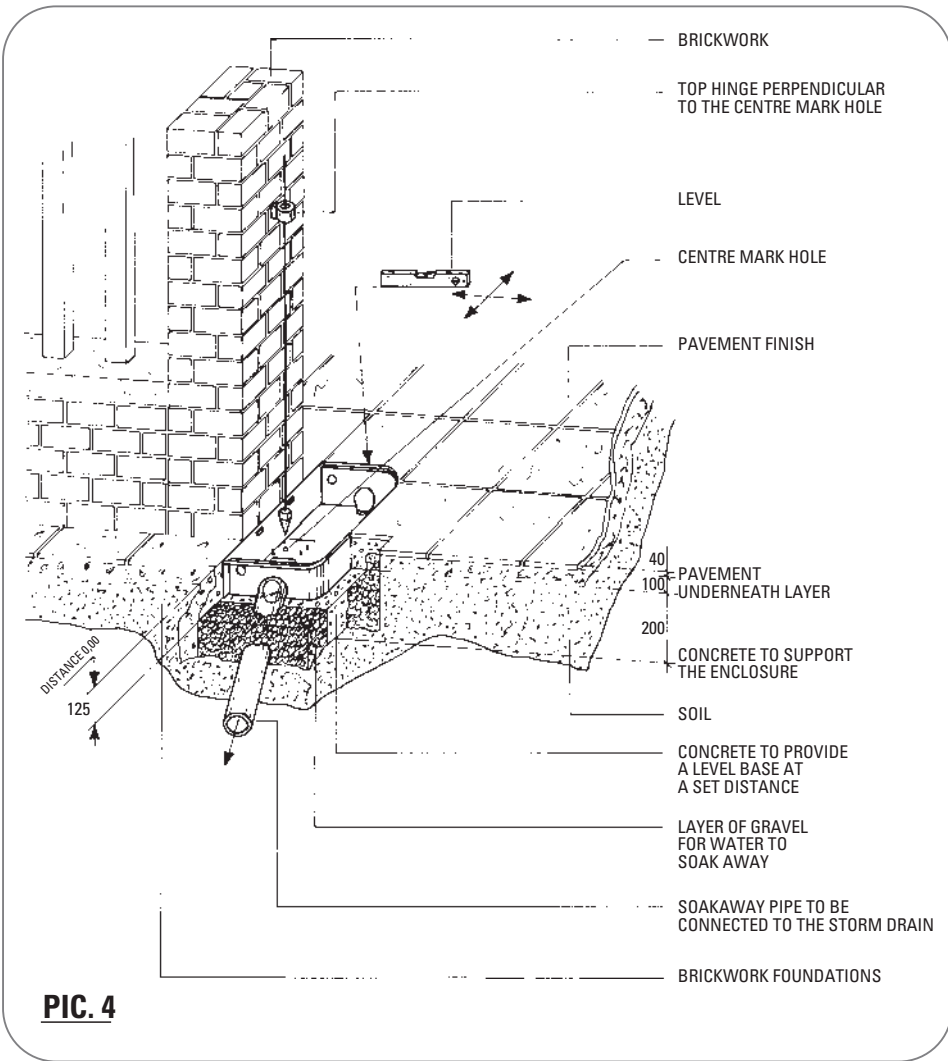 BRICKWORK
TOP HINGE PERPENDICULAR
TO THE CENTRE MARK HOLE
LEVEL
CENTRE MARK HOLE
PAVEMENT FINISH
40
100
PAVEMENT
UNDERNEATH LAYER
200
CONCRETE TO SUPPORT
THE ENCLOSURE
DISTANCE 0,00
125
SOIL
CONCRETE TO PROVIDE
A LEVEL BASE AT
A SET DISTANCE
LAYER OF GRAVEL
FOR WATER TO
SOAK AWAY
SOAKAWAY PIPE TO BE
CONNECTED TO THE STORM DRAIN
BRICKWORK FOUNDATIONS
PIC. 4